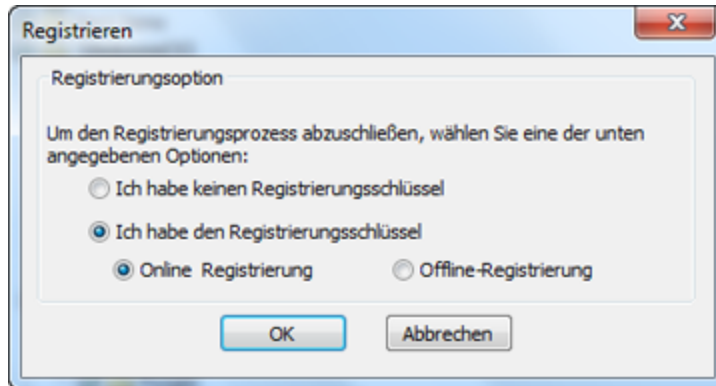 Registrieren
Registrierungsoption
Um den Registrierungsprozess abzuschließen, wählen Sie eine der unten
angegebenen Optionen:
Ich habe keinen Registrierungsschlüssel
Ich habe den Registrierungsschlüssel
Online Registrierung Offline-Registrierung
OK Abbrechen